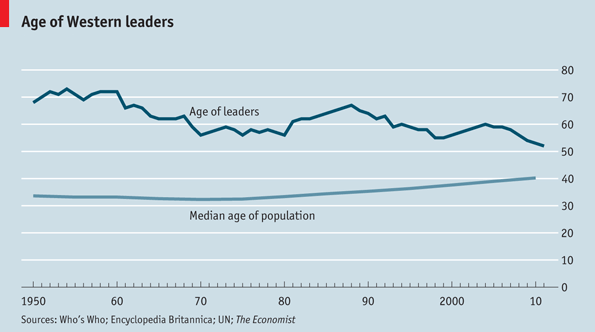 Age of Western leaders
80
70
Age of leaders
60
50
40
30
Median age of population
20
10
0
1950 60 70 80 90 2000 10
Sources: Who's Who; Encyclopedia Britannica; UN; The Economist